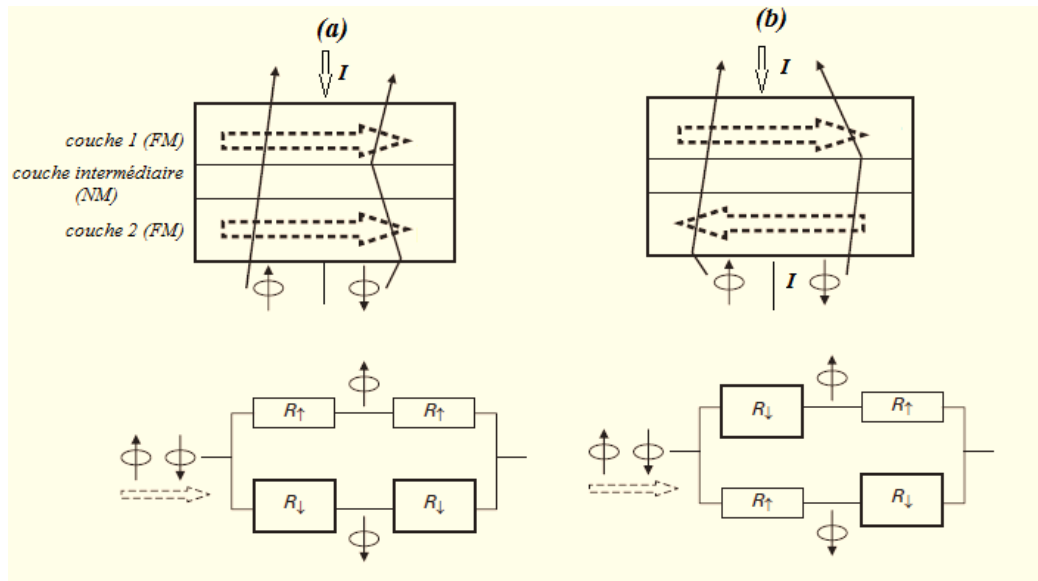 (a)
(b)
I
I
couche 1 (FM)
couche intermédiaire
(NM)
couche 2 (FM)
I
R↑
R↑
R↓
R↓
R↓
R↑
R↑
R↓